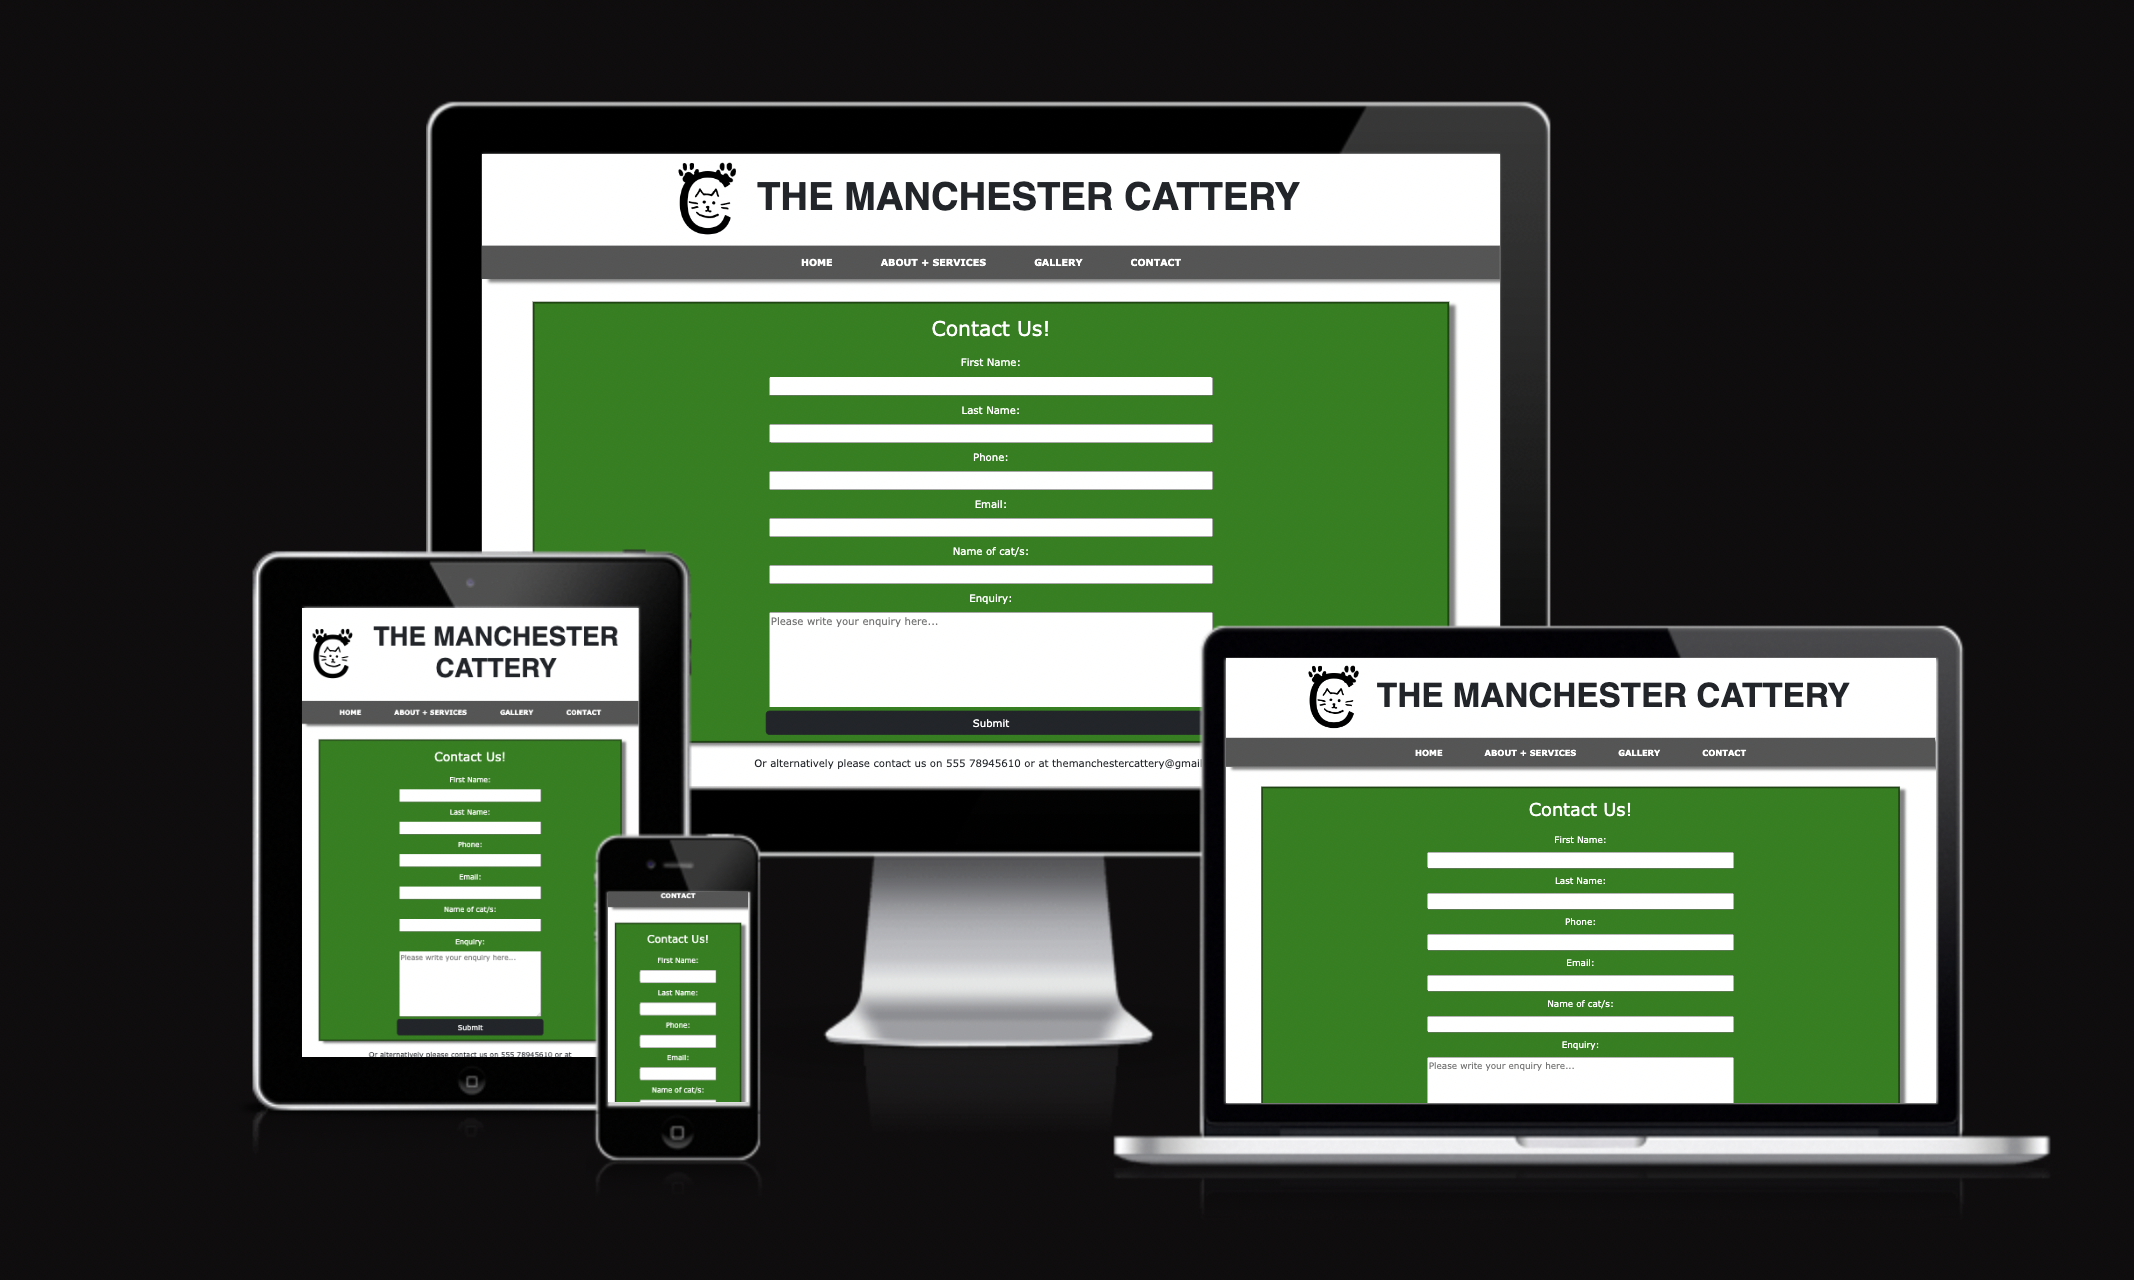 THE MANCHESTER CATTERY
HOME ABOUT + SERVICES GALLERY CONTACT
Contact Us!
First Name:
Last Name:
Phone:
Email:
Name of cat/s:
Enquiry:
Please write your enquiry here...
Submit
Or alternatively please contact us on 555 78945610 or at themanchestercattery@gmail
THE MANCHESTER
CATTERY
HOME ABOUT + SERVICES GALLERY CONTACT
Contact Us!
First Name:
Last Name:
Phone:
Email:
Name of cat/s:
Enquiry:
Please write your enquiry here...
Submit
Or alternatively please contact us on 555 78945610 or at
CONTACT
Contact Us!
First Name:
Last Name:
Phone:
Email:
Name of cat/s:
THE MANCHESTER CATTERY
HOME ABOUT + SERVICES GALLERY CONTACT
Contact Us!
First Name:
Last Name:
Phone:
Email:
Name of cat/s:
Enquiry:
Please write your enquiry here...